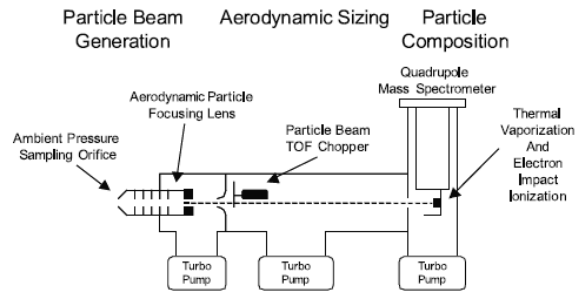 Particle Beam
Generation
Aerodynamic Sizing
Particle
Composition
Quadrupole
Mass Spectrometer
Aerodynamic Particle
Focusing Lens
Particle Beam
TOF Chopper
Ambient Pressure
Sampling Orifice
Thermal
Vaporization
And
Electron
Impact
Ionization
Turbo
Pump
Turbo
Pump
Turbo
Pump